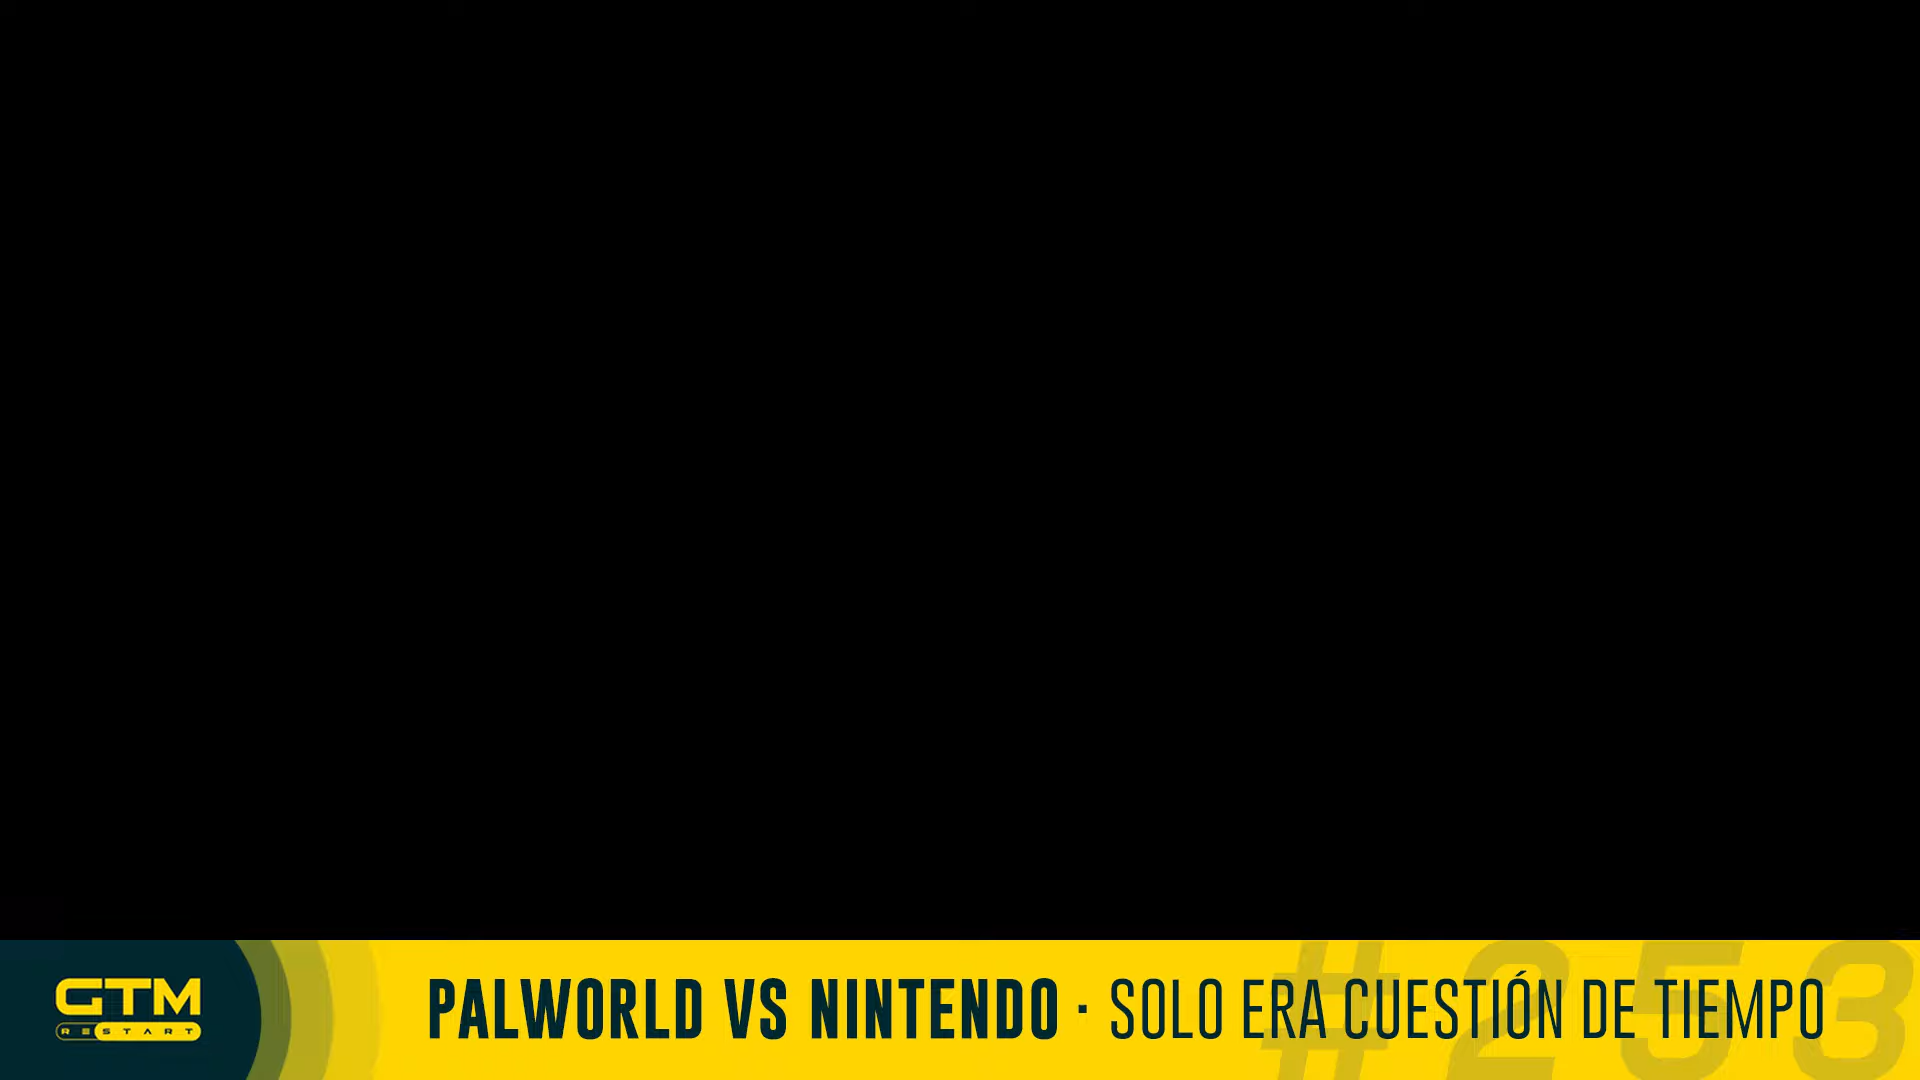 GTM
RESTART
PALWORLD VS NINTENDO · SOLO ERA CUESTIÓN DE TIEMPO
#253